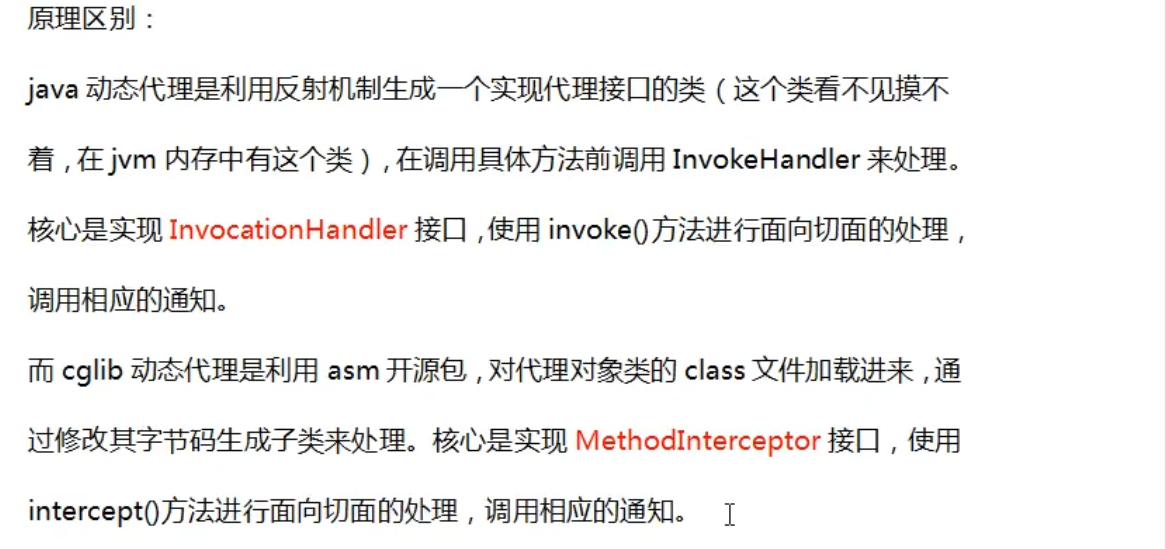 原理区别：
java 动态代理是利用反射机制生成一个实现代理接口的类（这个类看不见摸不
着，在 jvm 内存中有这个类），在调用具体方法前调用 InvokeHandler 来处理。
核心是实现 InvocationHandler 接口，使用 invoke()方法进行面向切面的处理，
调用相应的通知。
而 cglib 动态代理是利用 asm 开源包，对代理对象类的 class 文件加载进来，通
过修改其字节码生成子类来处理。核心是实现 MethodInterceptor 接口，使用
intercept()方法进行面向切面的处理，调用相应的通知。